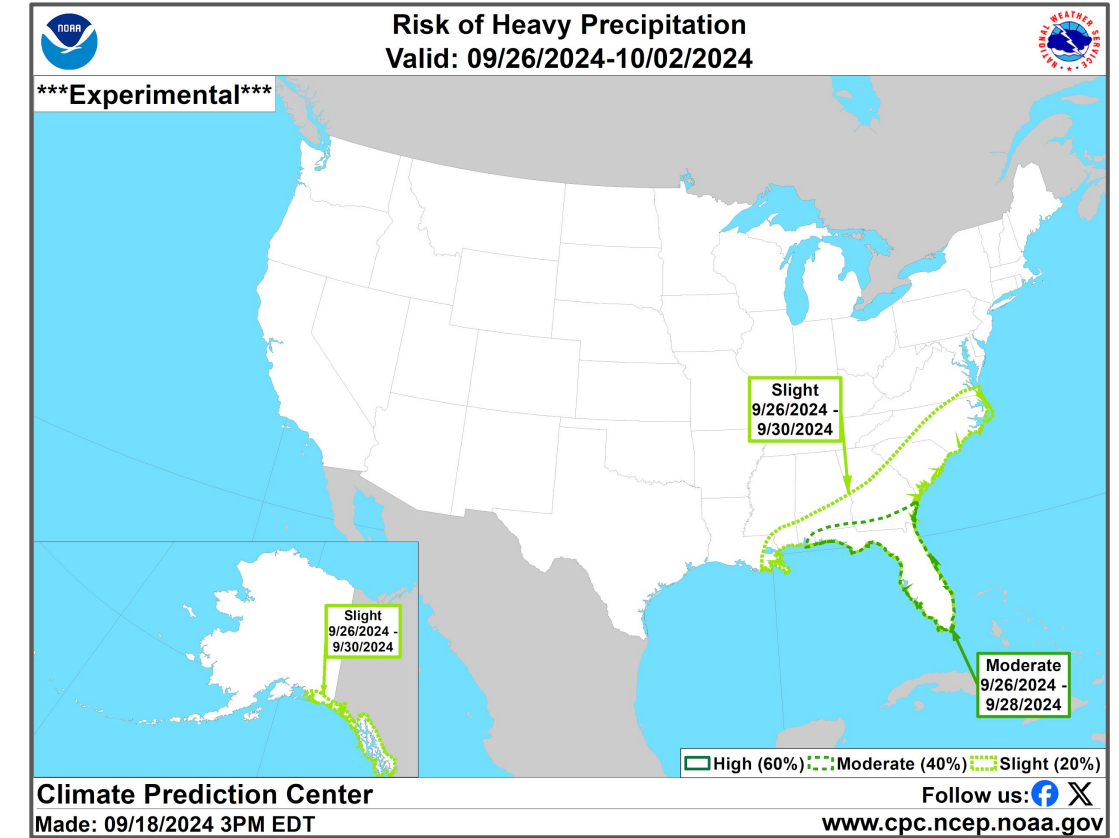 NOAA
Risk of Heavy Precipitation
Valid: 09/26/2024-10/02/2024
NATIONAL WEATHER SERVICE
***Experimental***
Slight
9/26/2024 -
9/30/2024
Slight
9/26/2024 -
9/30/2024
Moderate
9/26/2024 -
9/28/2024
High (60%) Moderate (40%) Slight (20%)
Climate Prediction Center
Follow us:
Made: 09/18/2024 3PM EDT
www.cpc.ncep.noaa.gov